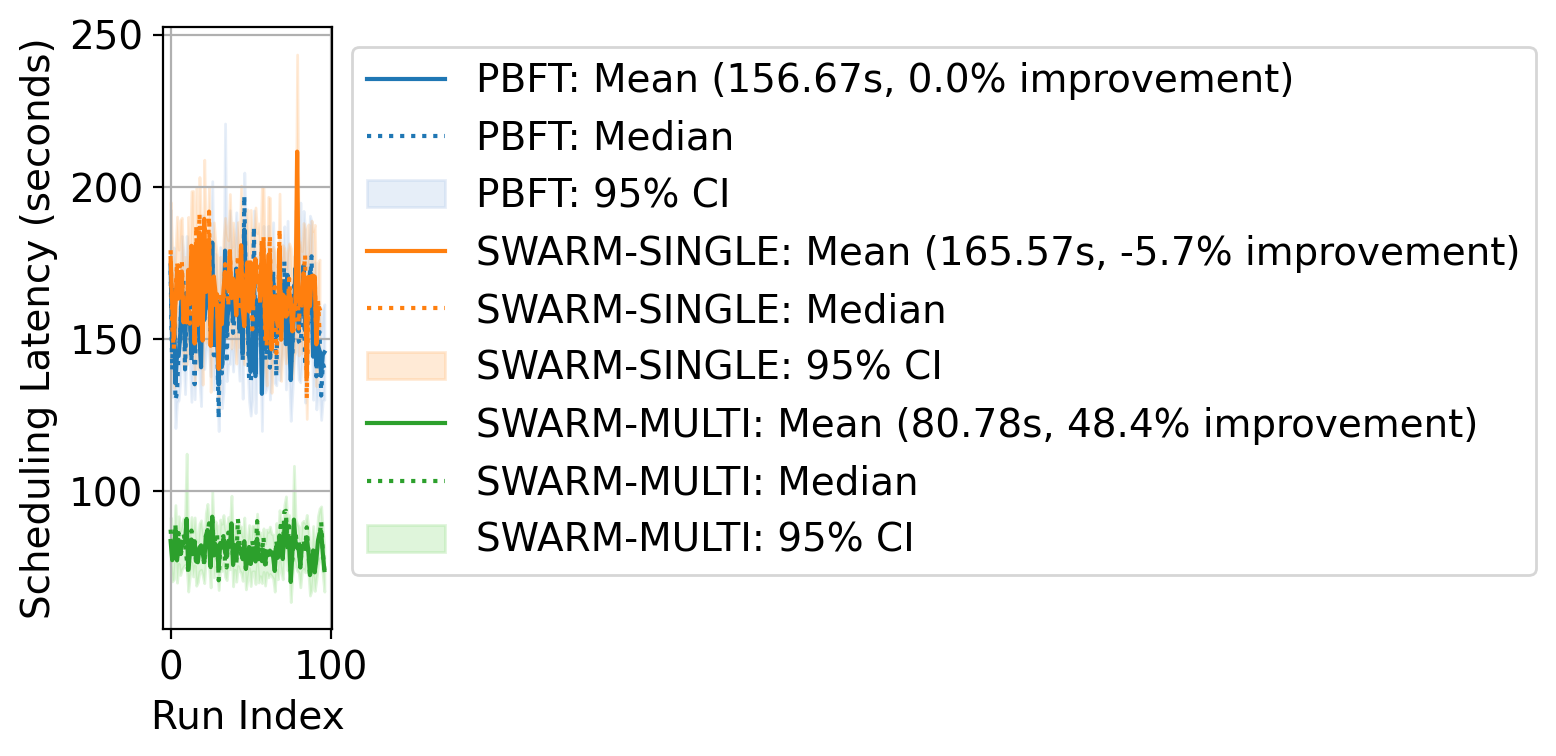 Scheduling Latency (seconds)
250
200
150
100
0
100
Run Index
PBFT: Mean (156.67s, 0.0% improvement)
PBFT: Median
PBFT: 95% CI
SWARM-SINGLE: Mean (165.57s, -5.7% improvement)
SWARM-SINGLE: Median
SWARM-SINGLE: 95% CI
SWARM-MULTI: Mean (80.78s, 48.4% improvement)
SWARM-MULTI: Median
SWARM-MULTI: 95% CI